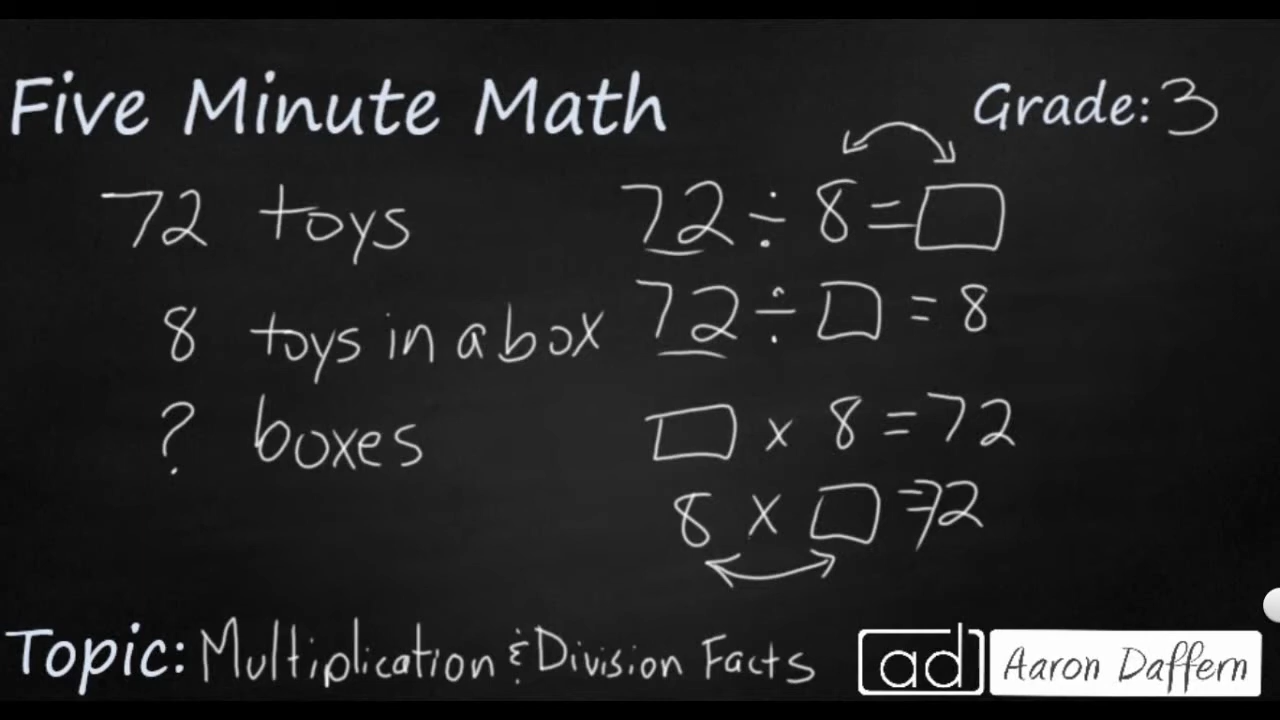 Five Minute Math
Grade: 3
72 toys
8 toys in a box
? boxes
72 ÷ 8 = □
72 ÷ □ = 8
□ x 8 = 72
8 x □ = 72
Topic: Multiplication & Division Facts
ad Aaron Daffern